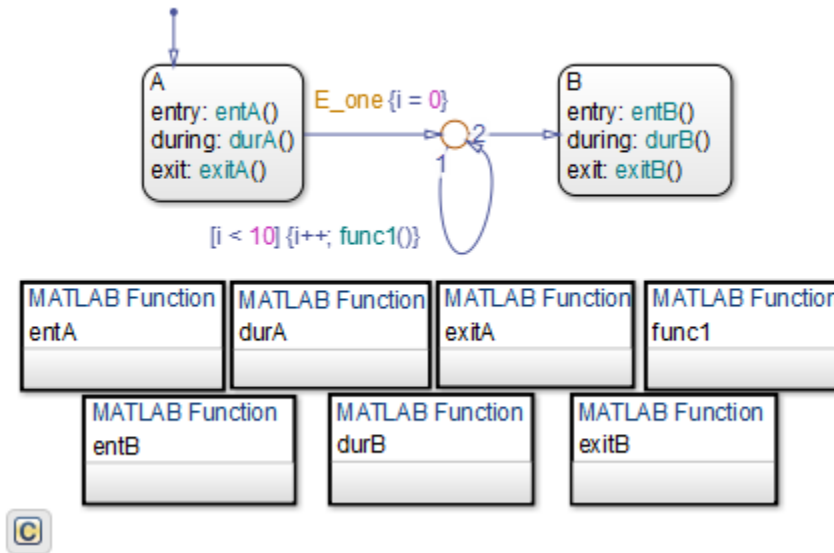 A
entry: entA()
during: durA()
exit: exitA()
E_one {i = 0}
2
1
[i < 10] {i++; func1()}
B
entry: entB()
during: durB()
exit: exitB()
MATLAB Function
entA
MATLAB Function
durA
MATLAB Function
exitA
MATLAB Function
func1
MATLAB Function
entB
MATLAB Function
durB
MATLAB Function
exitB
C